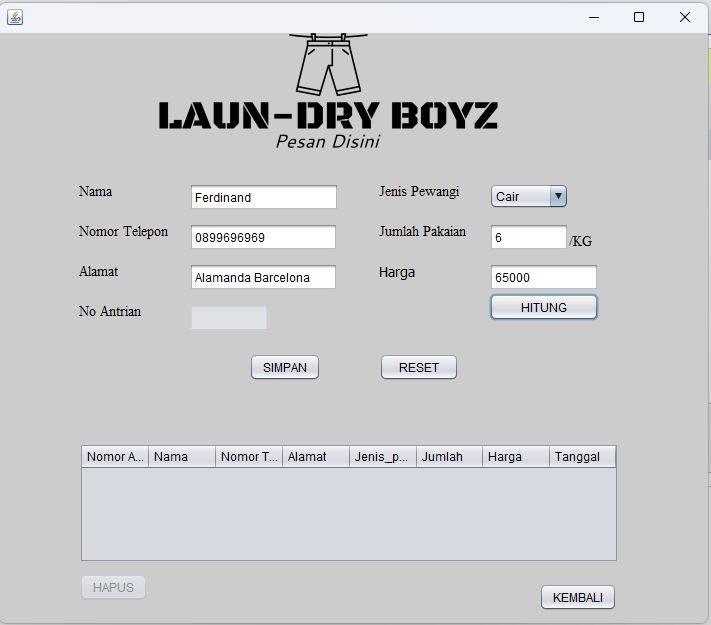 LAUN-DRY BOYZ
Pesan Disini
Nama Ferdinand Jenis Pewangi Cair
Nomor Telepon 0899696969 Jumlah Pakaian 6 /KG
Alamat Alamanda Barcelona Harga 65000
No Antrian HITUNG
SIMPAN RESET
Nomor A... Nama Nomor T... Alamat Jenis_p... Jumlah Harga Tanggal
HAPUS KEMBALI